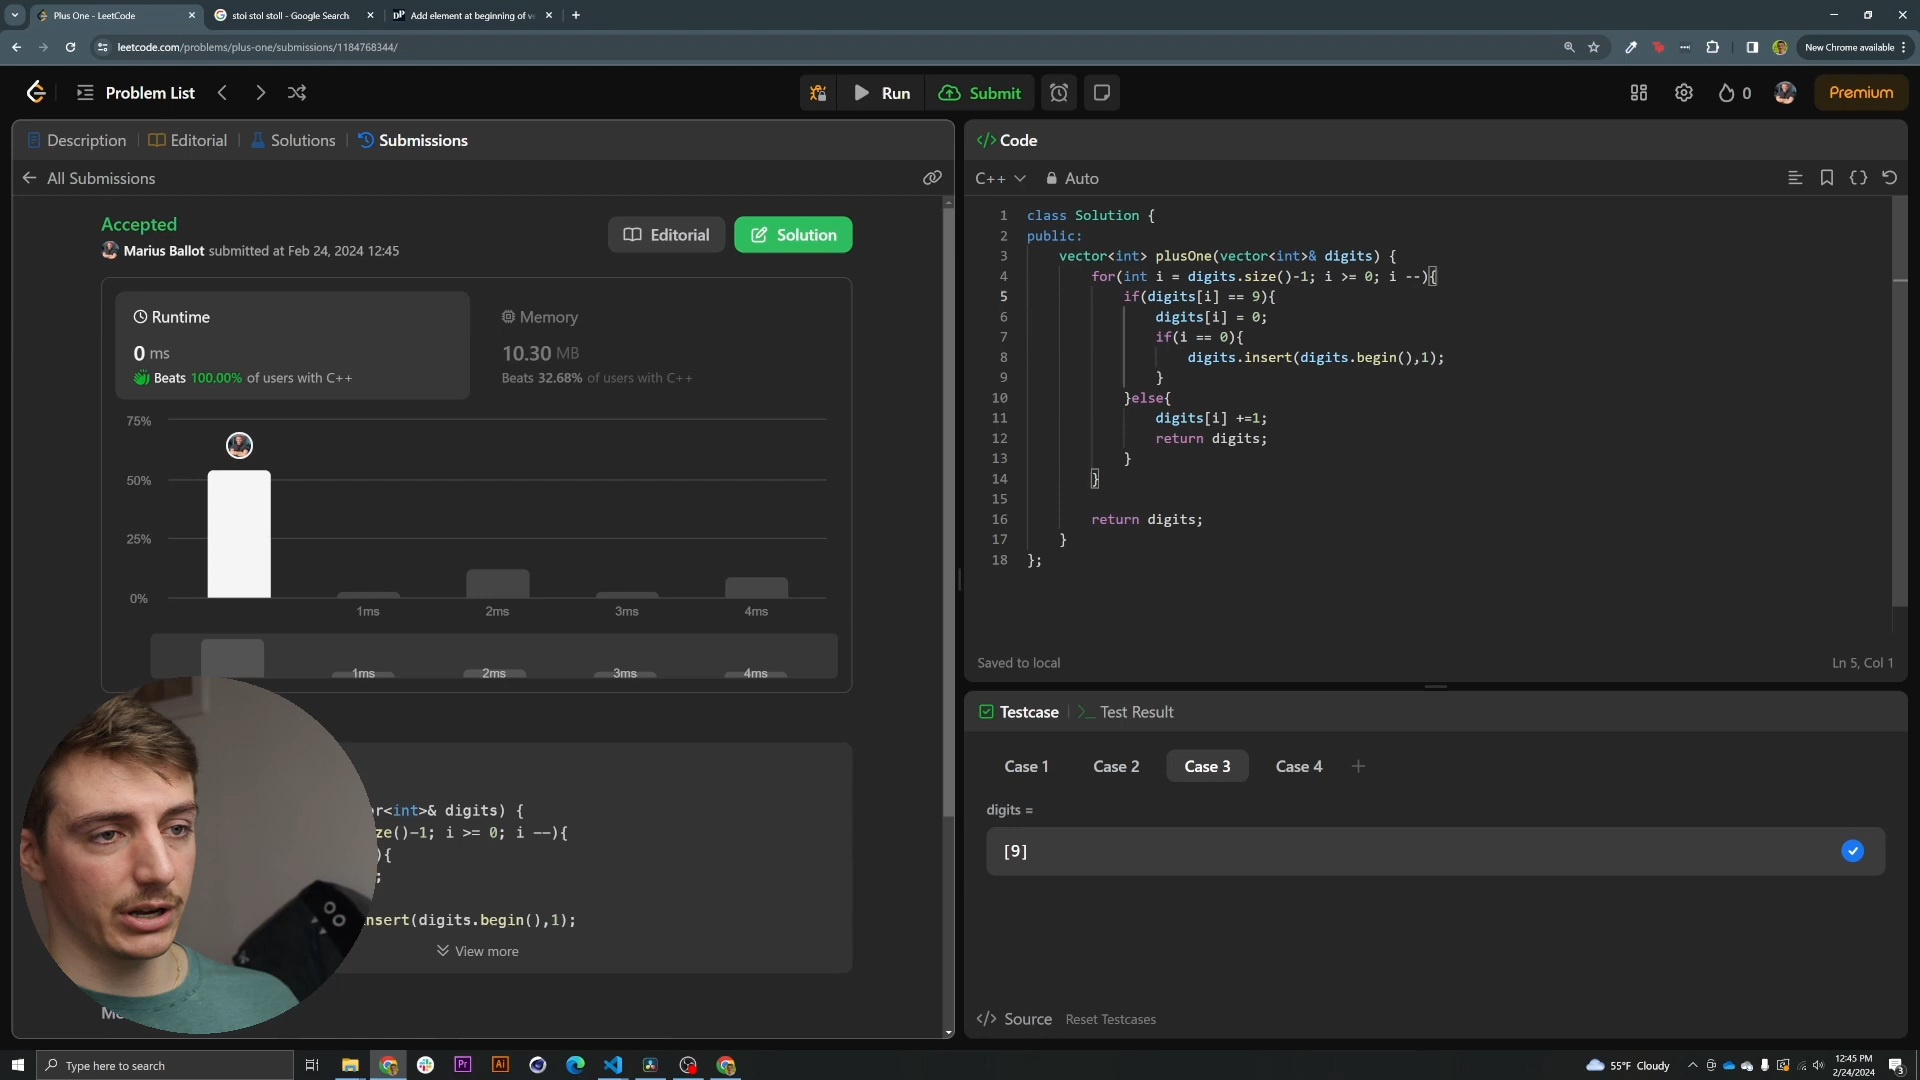 Plus One - LeetCode
stoi stol stoll - Google Search
DP Add element at beginning of ve
leetcode.com/problems/plus-one/submissions/1184768344/
New Chrome available
Problem List
Run
Submit
0
Premium
Description
Editorial
Solutions
Submissions
All Submissions
Accepted
Marius Ballot submitted at Feb 24, 2024 12:45
Editorial
Solution
Runtime
0 ms
Beats 100.00% of users with C++
Memory
10.30 MB
Beats 32.68% of users with C++
75%
50%
25%
0%
1ms
2ms
3ms
4ms
1ms
2ms
3ms
4ms
or<int>& digits) {
ze()-1; i >= 0; i --){
){
;
insert(digits.begin(),1);
View more
</> Code
C++
Auto
1 class Solution {
2 public:
3 vector<int> plusOne(vector<int>& digits) {
4 for(int i = digits.size()-1; i >= 0; i --){
5 if(digits[i] == 9){
6 digits[i] = 0;
7 if(i == 0){
8 digits.insert(digits.begin(),1);
9 }
10 }else{
11 digits[i] +=1;
12 return digits;
13 }
14 }
15
16 return digits;
17 }
18 };
Saved to local
Ln 5, Col 1
Testcase
Test Result
Case 1
Case 2
Case 3
Case 4
digits =
[9]
</> Source
Reset Testcases
Type here to search
Pr
Ai
55°F Cloudy
12:45 PM
2/24/2024
3